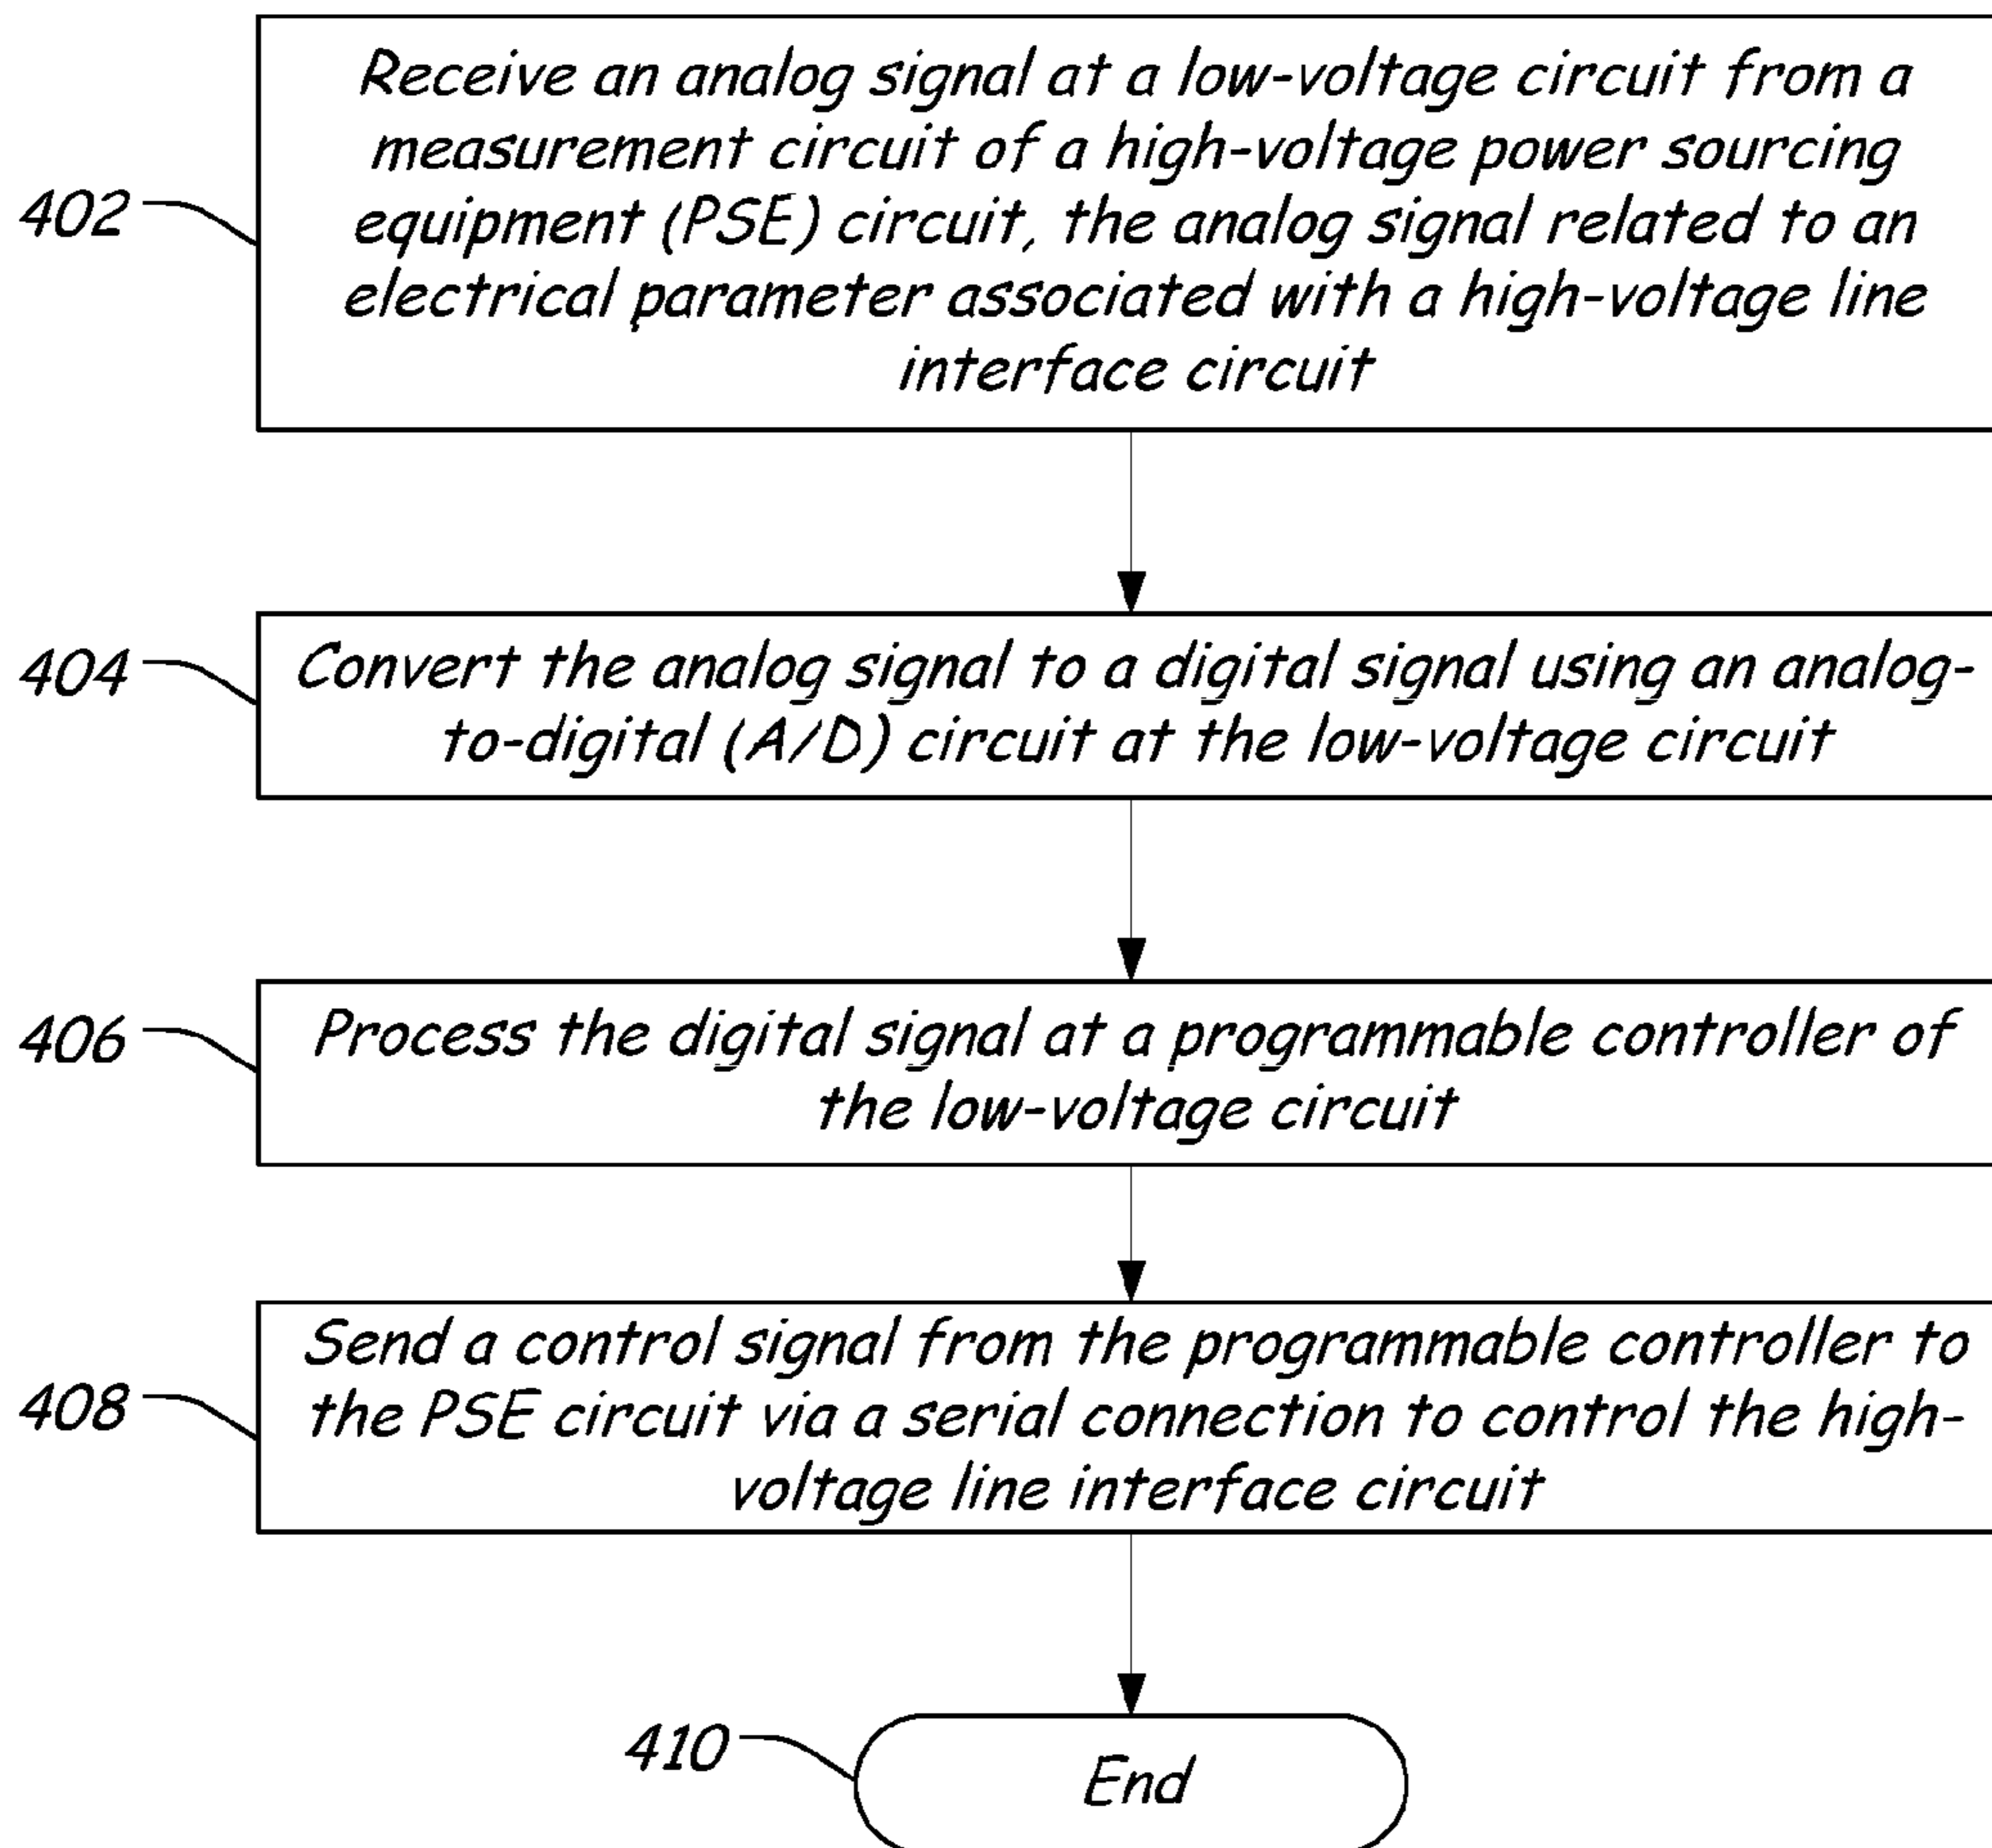 Receive an analog signal at a low-voltage circuit from a
measurement circuit of a high-voltage power sourcing
402
equipment (PSE) circuit, the analog signal related to an
electrical parameter associated with a high-voltage line
interface circuit
404
Convert the analog signal to a digital signal using an analog-
to-digital (A/D) circuit at the low-voltage circuit
406
Process the digital signal at a programmable controller of
the low-voltage circuit
Send a control signal from the programmable controller to
408
the PSE circuit via a serial connection to control the high-
voltage line interface circuit
410
End